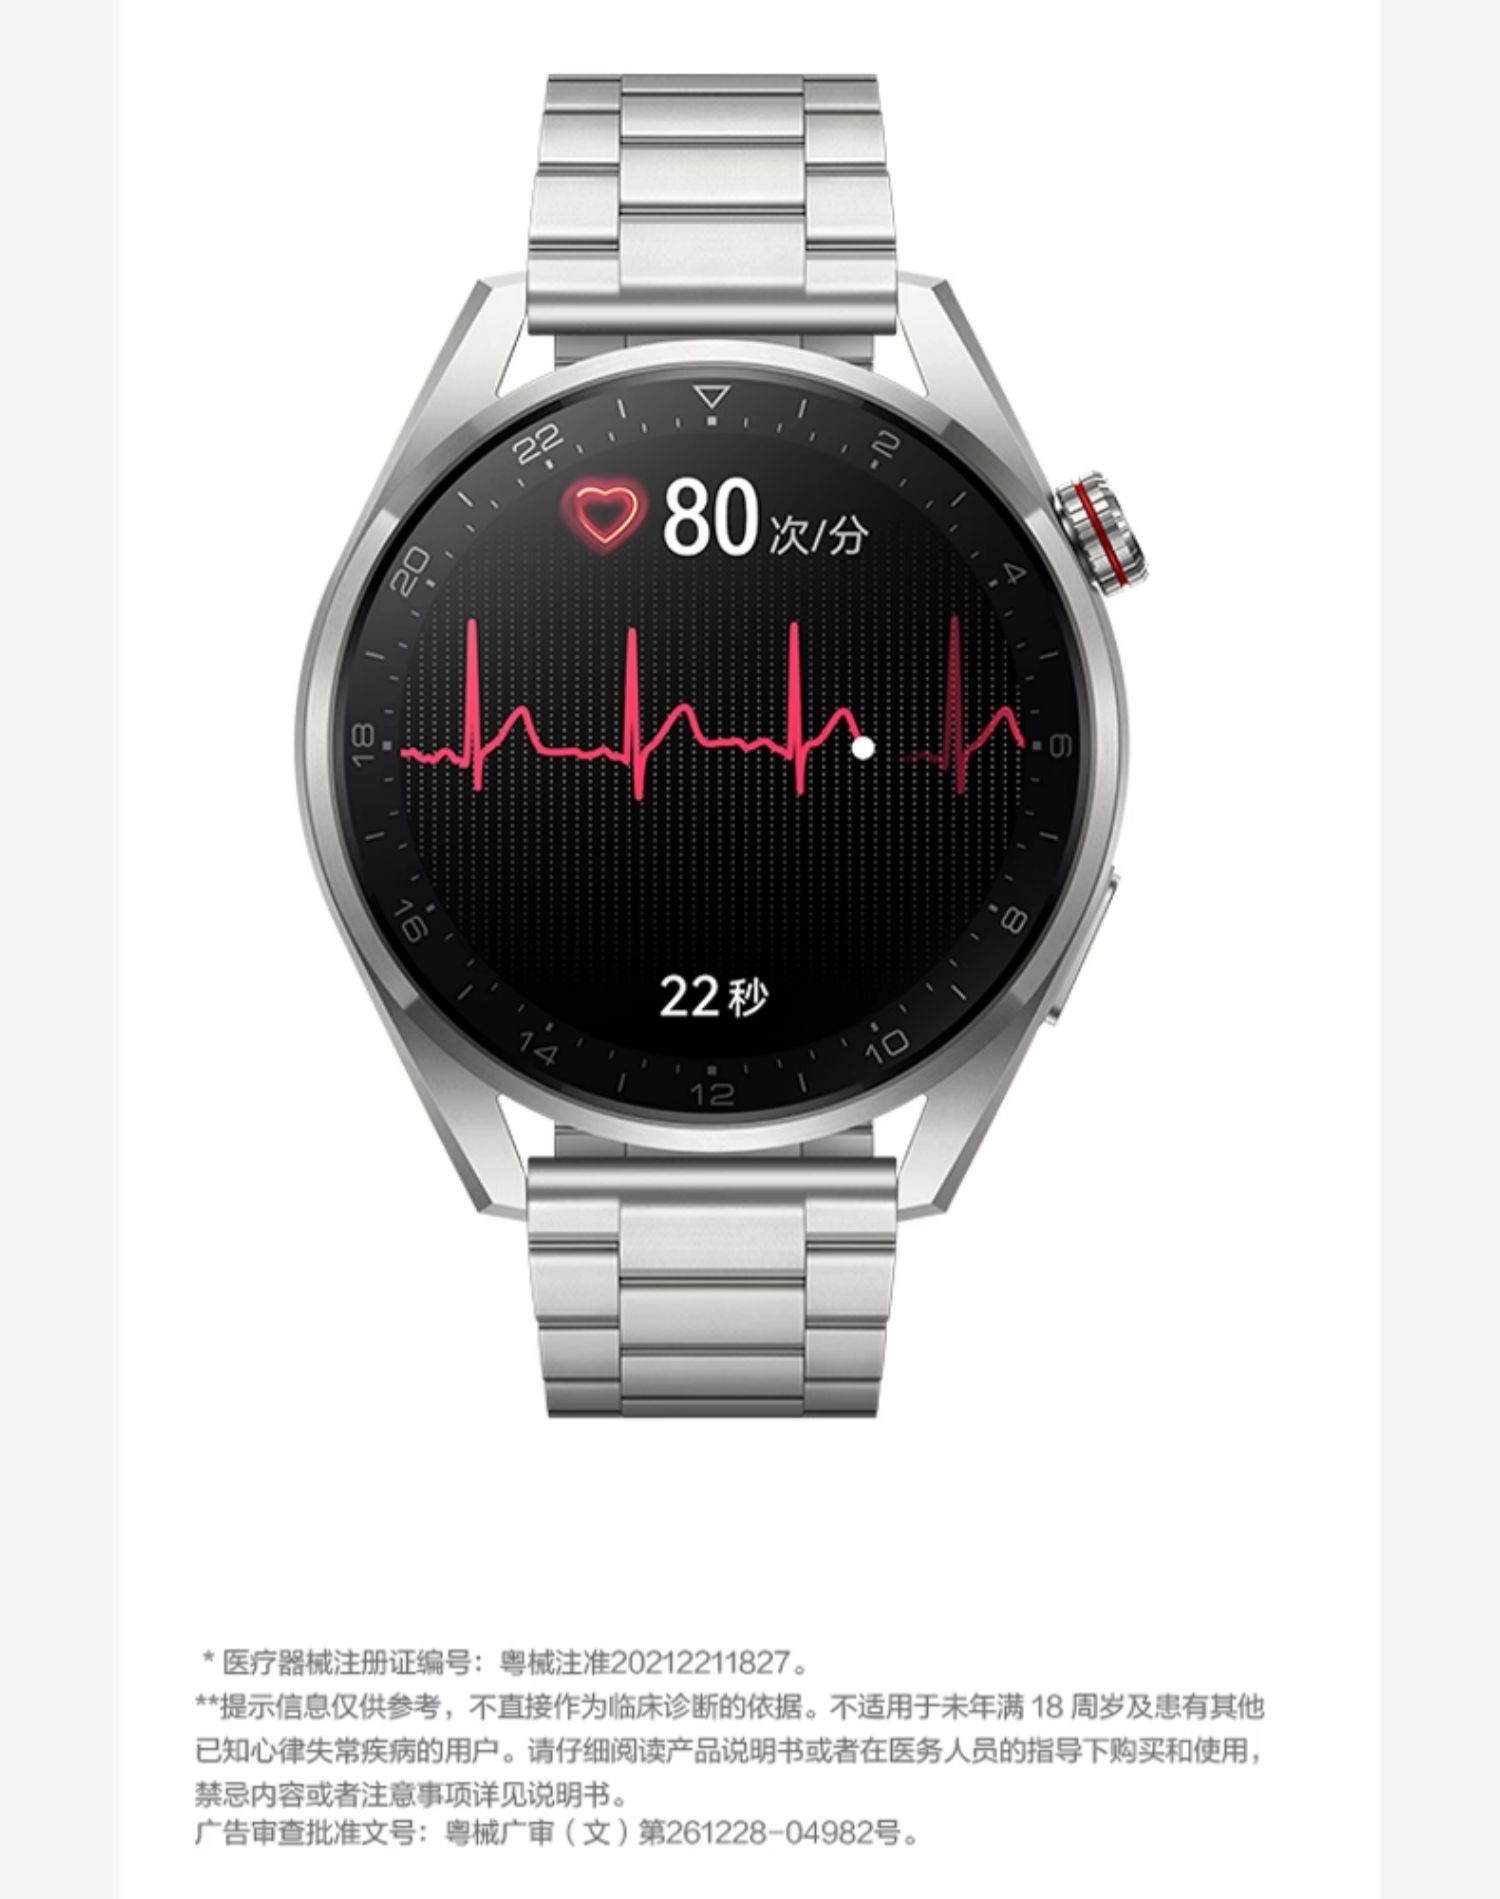 80次/分
22秒
22
2
20
4
18
6
16
8
14
10
12
* 医疗器械注册证编号：粤械注准20212211827。
**提示信息仅供参考，不直接作为临床诊断的依据。不适用于未年满 18 周岁及患有其他
已知心律失常疾病的用户。请仔细阅读产品说明书或者在医务人员的指导下购买和使用，
禁忌内容或者注意事项详见说明书。
广告审查批准文号：粤械广审（文）第261228-04982号。